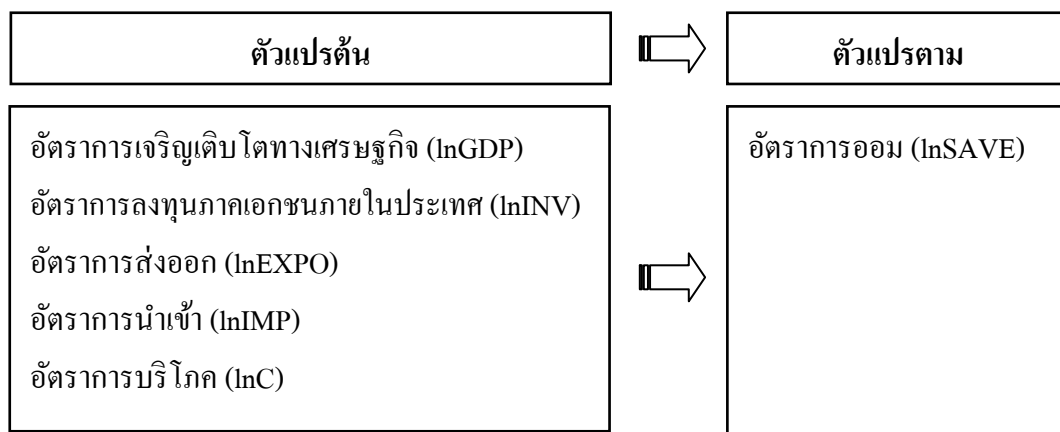 ตัวแปรต้น
ตัวแปรตาม
อัตราการเจริญเติบโตทางเศรษฐกิจ (lnGDP)
อัตราการลงทุนภาคเอกชนภายในประเทศ (lnINV)
อัตราการส่งออก (lnEXPO)
อัตราการนำเข้า (lnIMP)
อัตราการบริโภค (lnC)
อัตราการออม (lnSAVE)